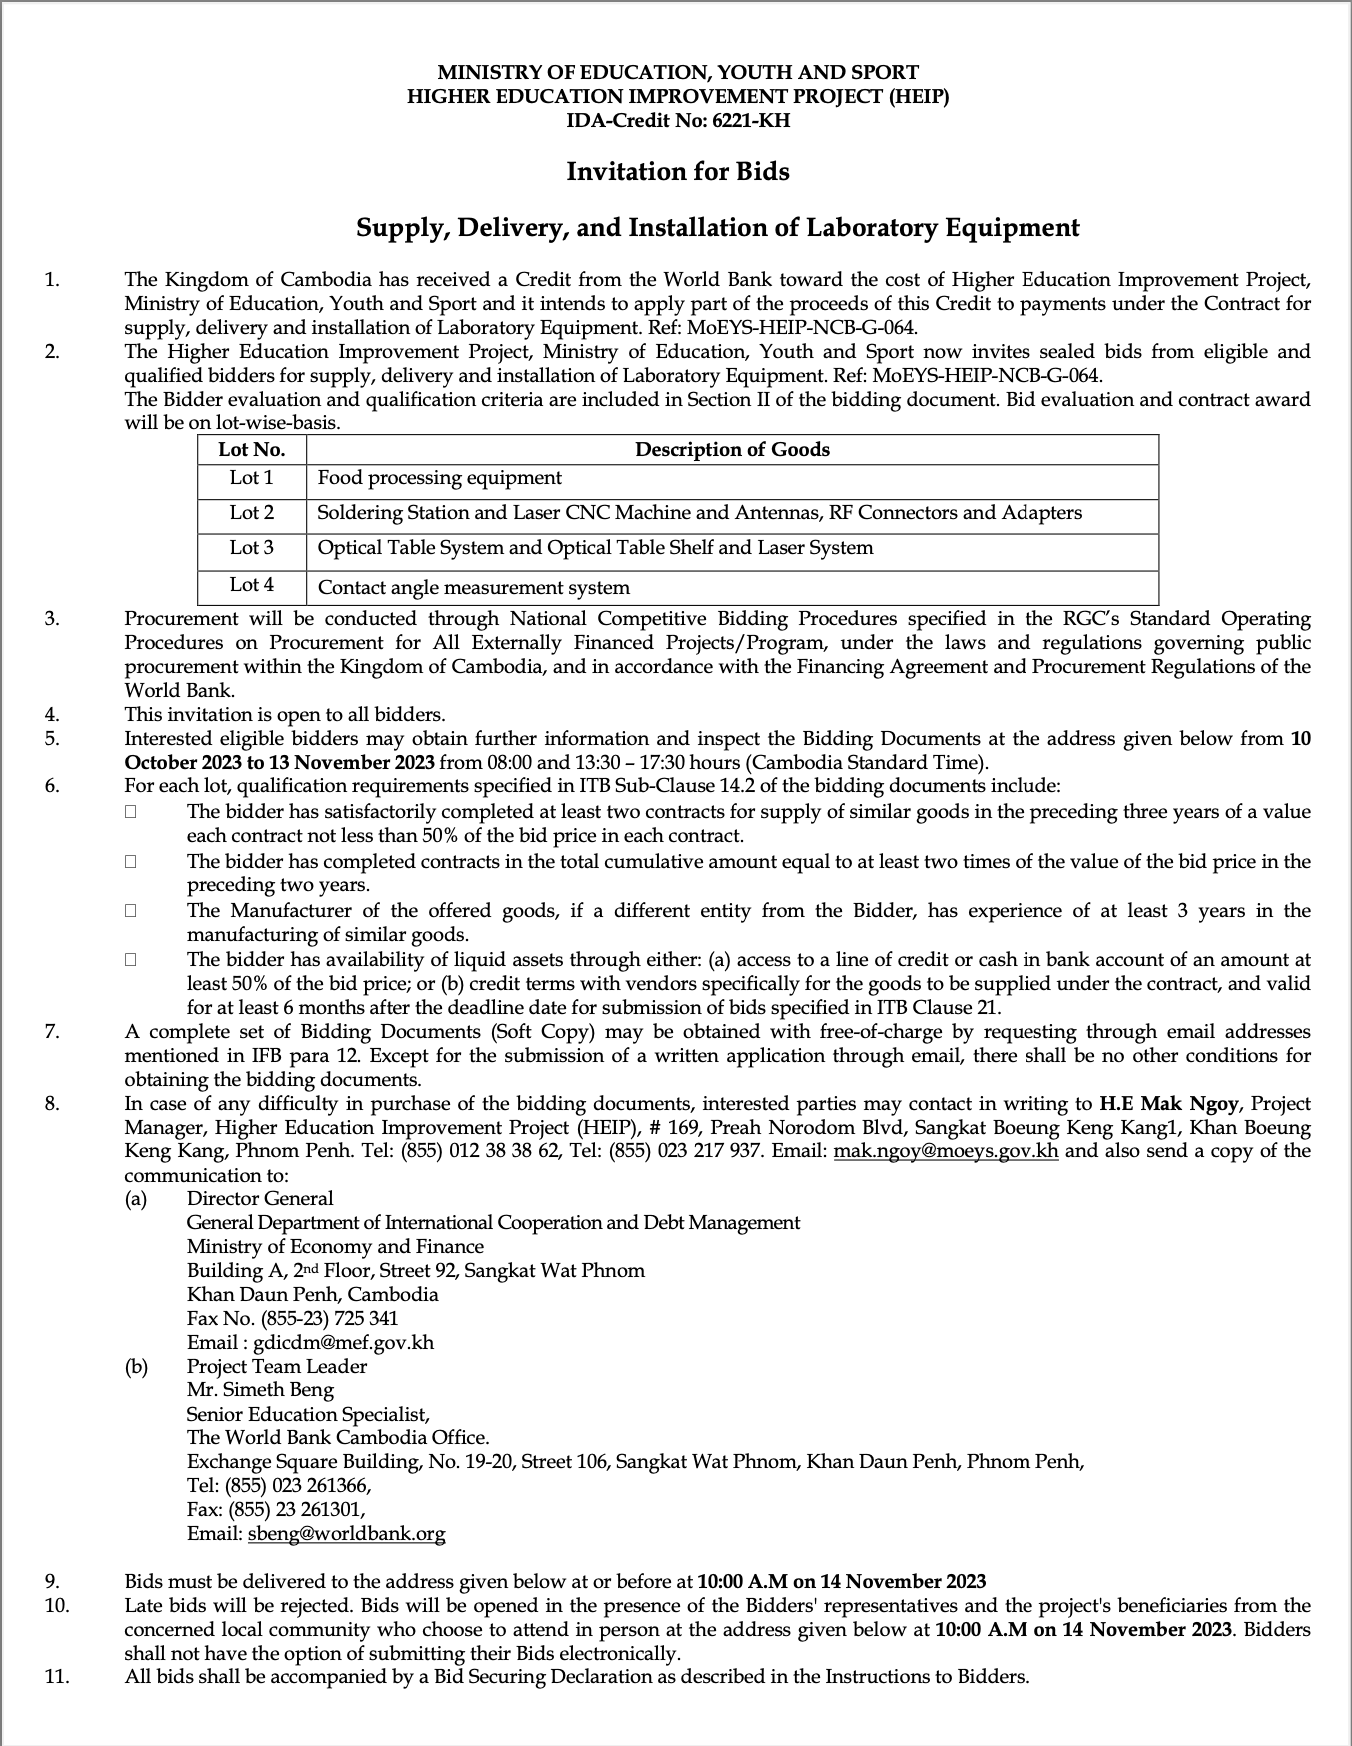 MINISTRY OF EDUCATION, YOUTH AND SPORT
HIGHER EDUCATION IMPROVEMENT PROJECT (HEIP)
IDA-Credit No: 6221-KH
Invitation for Bids
Supply, Delivery, and Installation of Laboratory Equipment
1. The Kingdom of Cambodia has received a Credit from the World Bank toward the cost of Higher Education Improvement Project,
Ministry of Education, Youth and Sport and it intends to apply part of the proceeds of this Credit to payments under the Contract for
supply, delivery and installation of Laboratory Equipment. Ref: MoEYS-HEIP-NCB-G-064.
2. The Higher Education Improvement Project, Ministry of Education, Youth and Sport now invites sealed bids from eligible and
qualified bidders for supply, delivery and installation of Laboratory Equipment. Ref: MoEYS-HEIP-NCB-G-064.
The Bidder evaluation and qualification criteria are included in Section II of the bidding document. Bid evaluation and contract award
will be on lot-wise-basis.
Lot No. Description of Goods
Lot 1 Food processing equipment
Lot 2 Soldering Station and Laser CNC Machine and Antennas, RF Connectors and Adapters
Lot 3 Optical Table System and Optical Table Shelf and Laser System
Lot 4 Contact angle measurement system
3. Procurement will be conducted through National Competitive Bidding Procedures specified in the RGC’s Standard Operating
Procedures on Procurement for All Externally Financed Projects/Program, under the laws and regulations governing public
procurement within the Kingdom of Cambodia, and in accordance with the Financing Agreement and Procurement Regulations of the
World Bank.
4. This invitation is open to all bidders.
5. Interested eligible bidders may obtain further information and inspect the Bidding Documents at the address given below from 10
October 2023 to 13 November 2023 from 08:00 and 13:30 – 17:30 hours (Cambodia Standard Time).
6. For each lot, qualification requirements specified in ITB Sub-Clause 14.2 of the bidding documents include:
□ The bidder has satisfactorily completed at least two contracts for supply of similar goods in the preceding three years of a value
each contract not less than 50% of the bid price in each contract.
□ The bidder has completed contracts in the total cumulative amount equal to at least two times of the value of the bid price in the
preceding two years.
□ The Manufacturer of the offered goods, if a different entity from the Bidder, has experience of at least 3 years in the
manufacturing of similar goods.
□ The bidder has availability of liquid assets through either: (a) access to a line of credit or cash in bank account of an amount at
least 50% of the bid price; or (b) credit terms with vendors specifically for the goods to be supplied under the contract, and valid
for at least 6 months after the deadline date for submission of bids specified in ITB Clause 21.
7. A complete set of Bidding Documents (Soft Copy) may be obtained with free-of-charge by requesting through email addresses
mentioned in IFB para 12. Except for the submission of a written application through email, there shall be no other conditions for
obtaining the bidding documents.
8. In case of any difficulty in purchase of the bidding documents, interested parties may contact in writing to H.E Mak Ngoy, Project
Manager, Higher Education Improvement Project (HEIP), # 169, Preah Norodom Blvd, Sangkat Boeung Keng Kang1, Khan Boeung
Keng Kang, Phnom Penh. Tel: (855) 012 38 38 62, Tel: (855) 023 217 937. Email: mak.ngoy@moeys.gov.kh and also send a copy of the
communication to:
(a) Director General
General Department of International Cooperation and Debt Management
Ministry of Economy and Finance
Building A, 2nd Floor, Street 92, Sangkat Wat Phnom
Khan Daun Penh, Cambodia
Fax No. (855-23) 725 341
Email : gdicdm@mef.gov.kh
(b) Project Team Leader
Mr. Simeth Beng
Senior Education Specialist,
The World Bank Cambodia Office.
Exchange Square Building, No. 19-20, Street 106, Sangkat Wat Phnom, Khan Daun Penh, Phnom Penh,
Tel: (855) 023 261366,
Fax: (855) 23 261301,
Email: sbeng@worldbank.org
9. Bids must be delivered to the address given below at or before at 10:00 A.M on 14 November 2023
10. Late bids will be rejected. Bids will be opened in the presence of the Bidders' representatives and the project's beneficiaries from the
concerned local community who choose to attend in person at the address given below at 10:00 A.M on 14 November 2023. Bidders
shall not have the option of submitting their Bids electronically.
11. All bids shall be accompanied by a Bid Securing Declaration as described in the Instructions to Bidders.